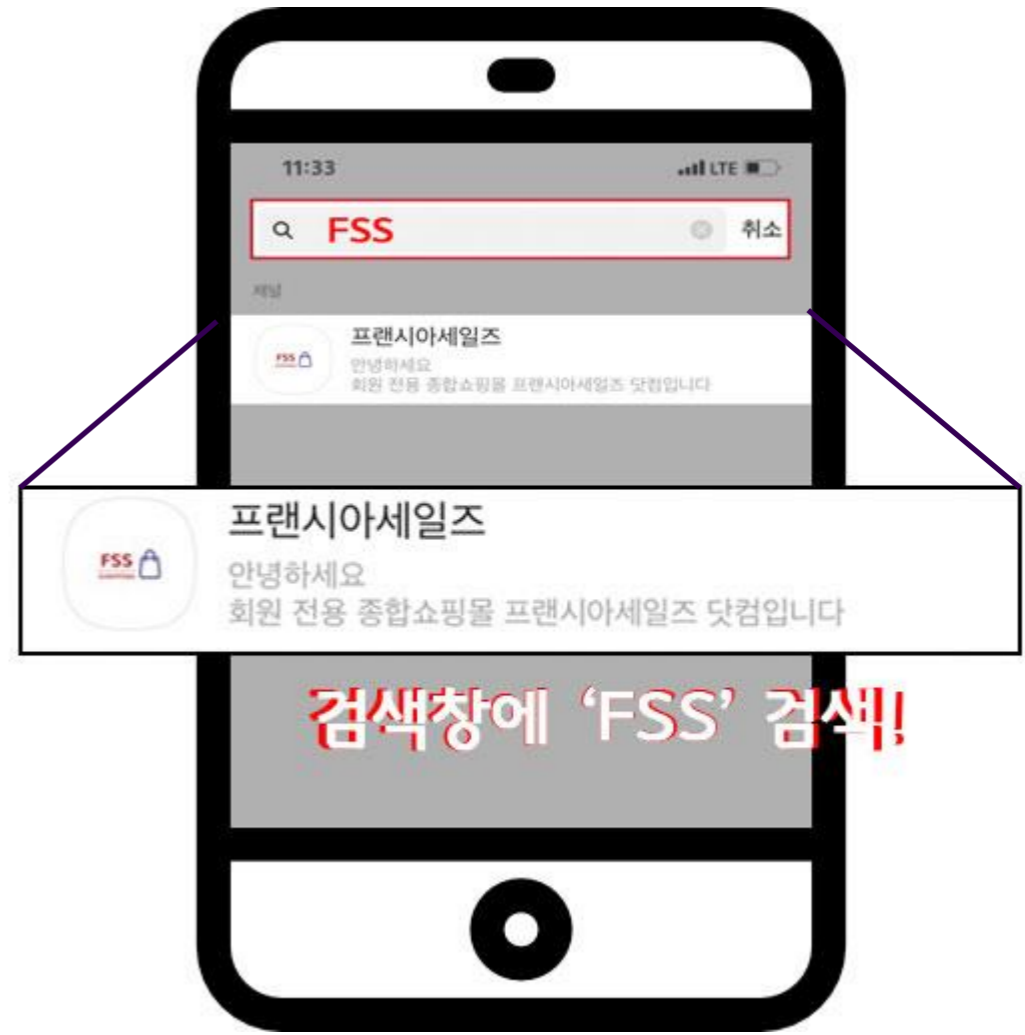 11:33
LTE
FSS
취소
채널
FSS
프랜시아세일즈
안녕하세요
회원 전용 종합쇼핑몰 프랜시아세일즈 닷컴입니다
FSS
프랜시아세일즈
안녕하세요
회원 전용 종합쇼핑몰 프랜시아세일즈 닷컴입니다
검색창에 ‘FSS’ 검색!